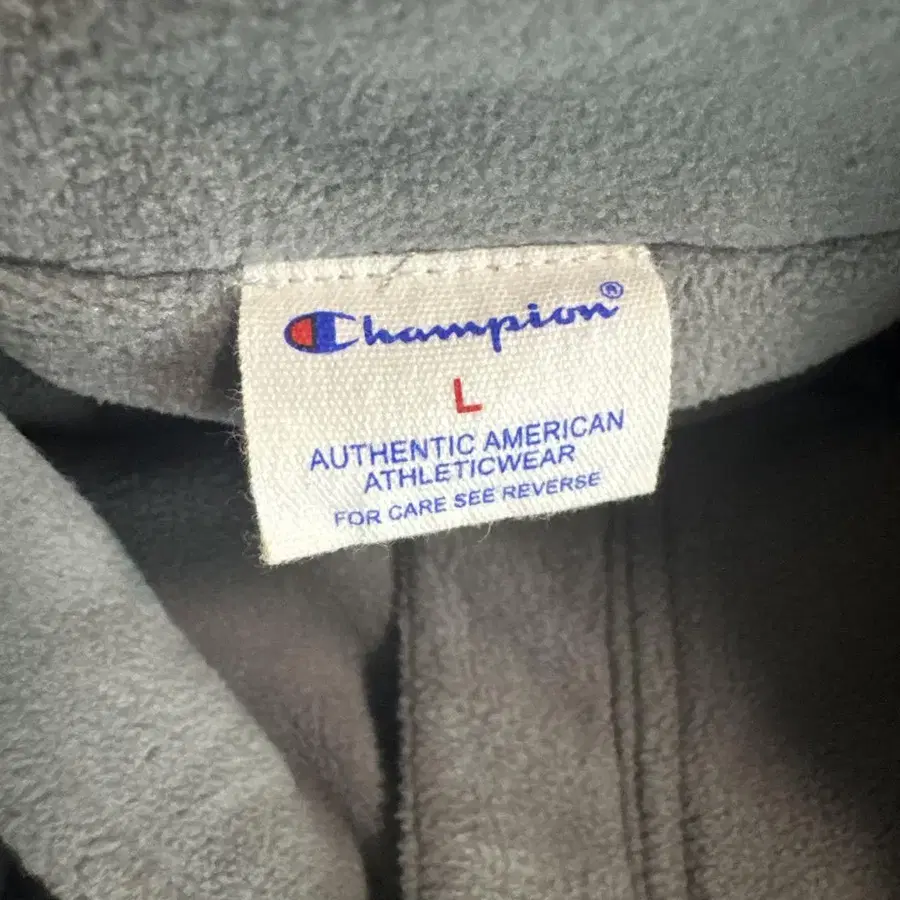 Champion®
L
AUTHENTIC AMERICAN
ATHLETICWEAR
FOR CARE SEE REVERSE